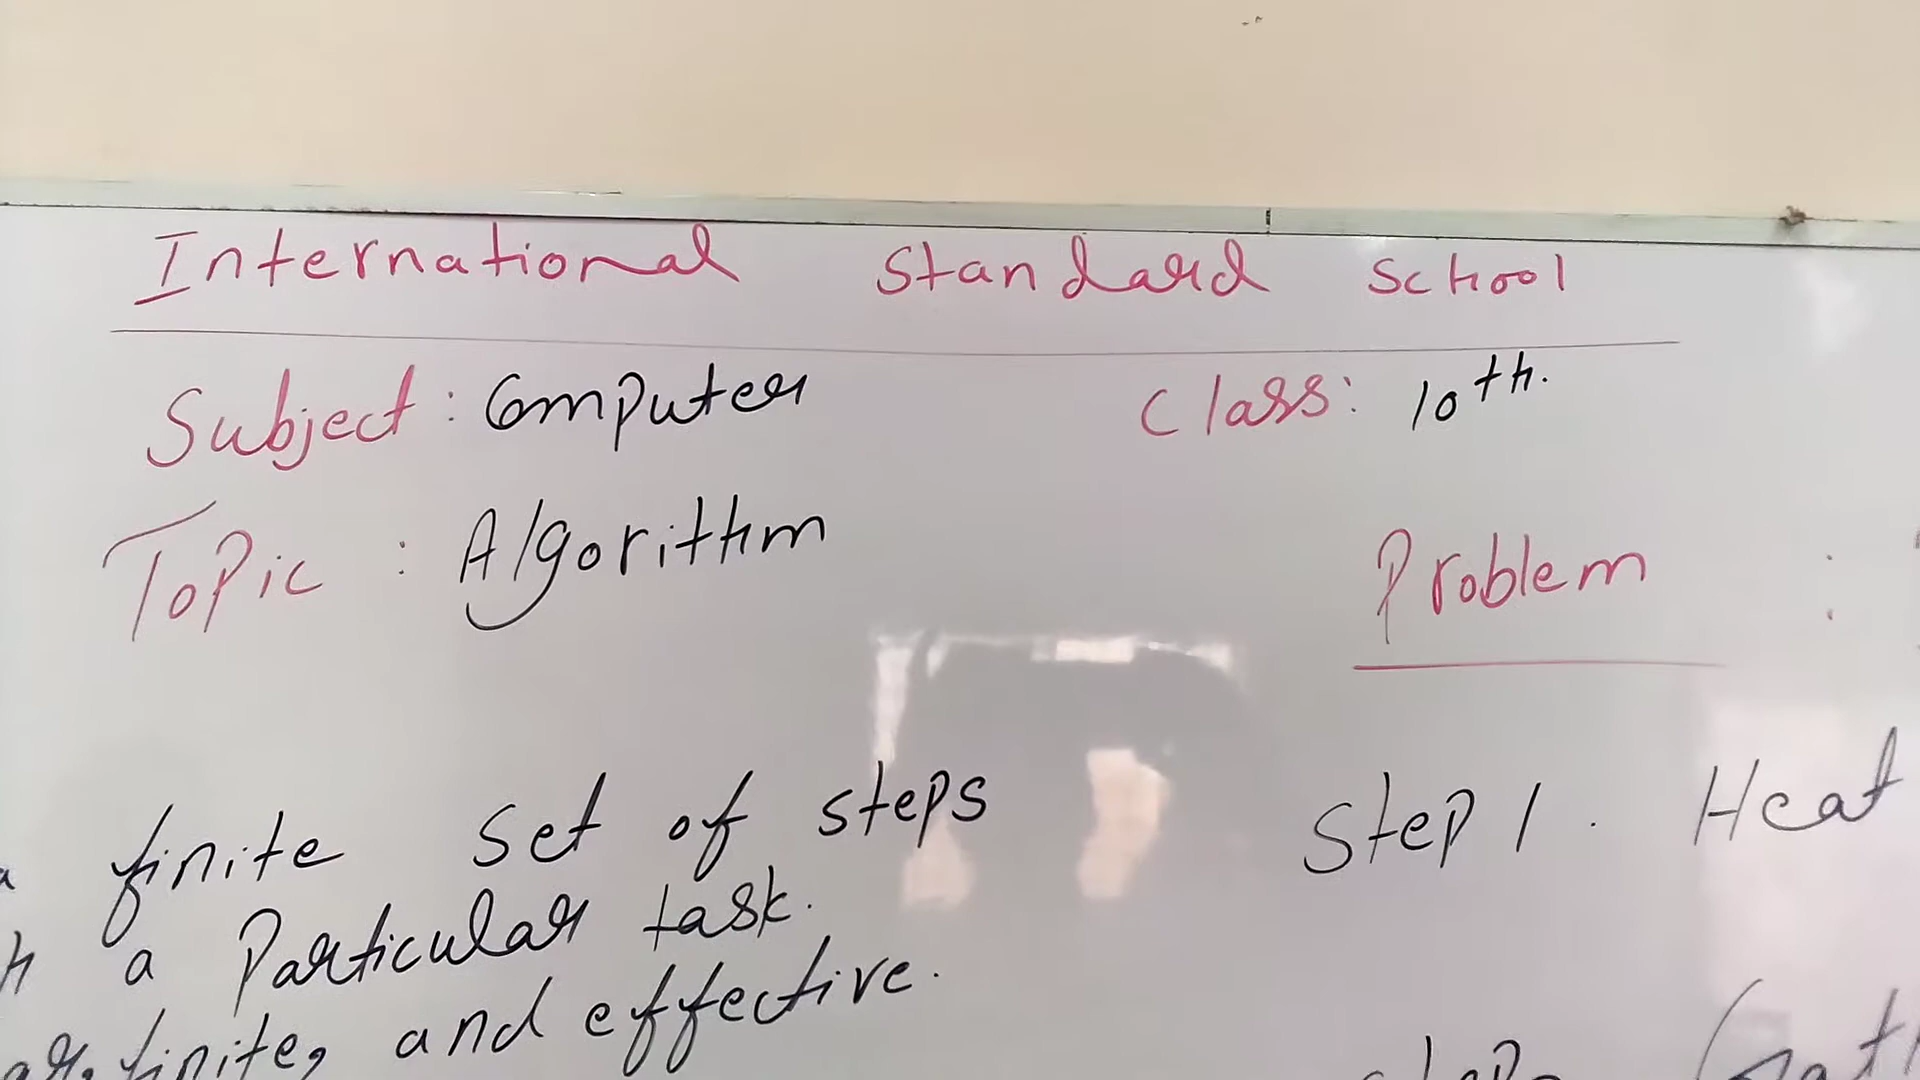 International Standard School
Subject: Computer
Class: 10th.
Topic: Algorithm
Problem :
finite set of steps
a Particular task.
finite, and effective.
Step 1. Heat